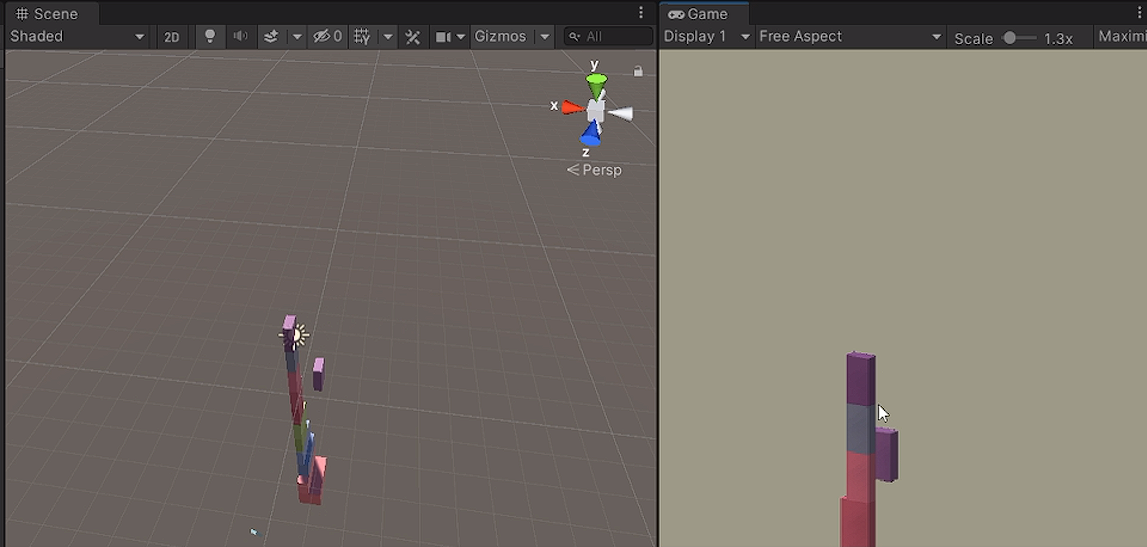 Scene
Shaded 2D 0 Gizmos All
y
x
z
Persp
Game
Display 1 Free Aspect Scale 1.3x Maximi